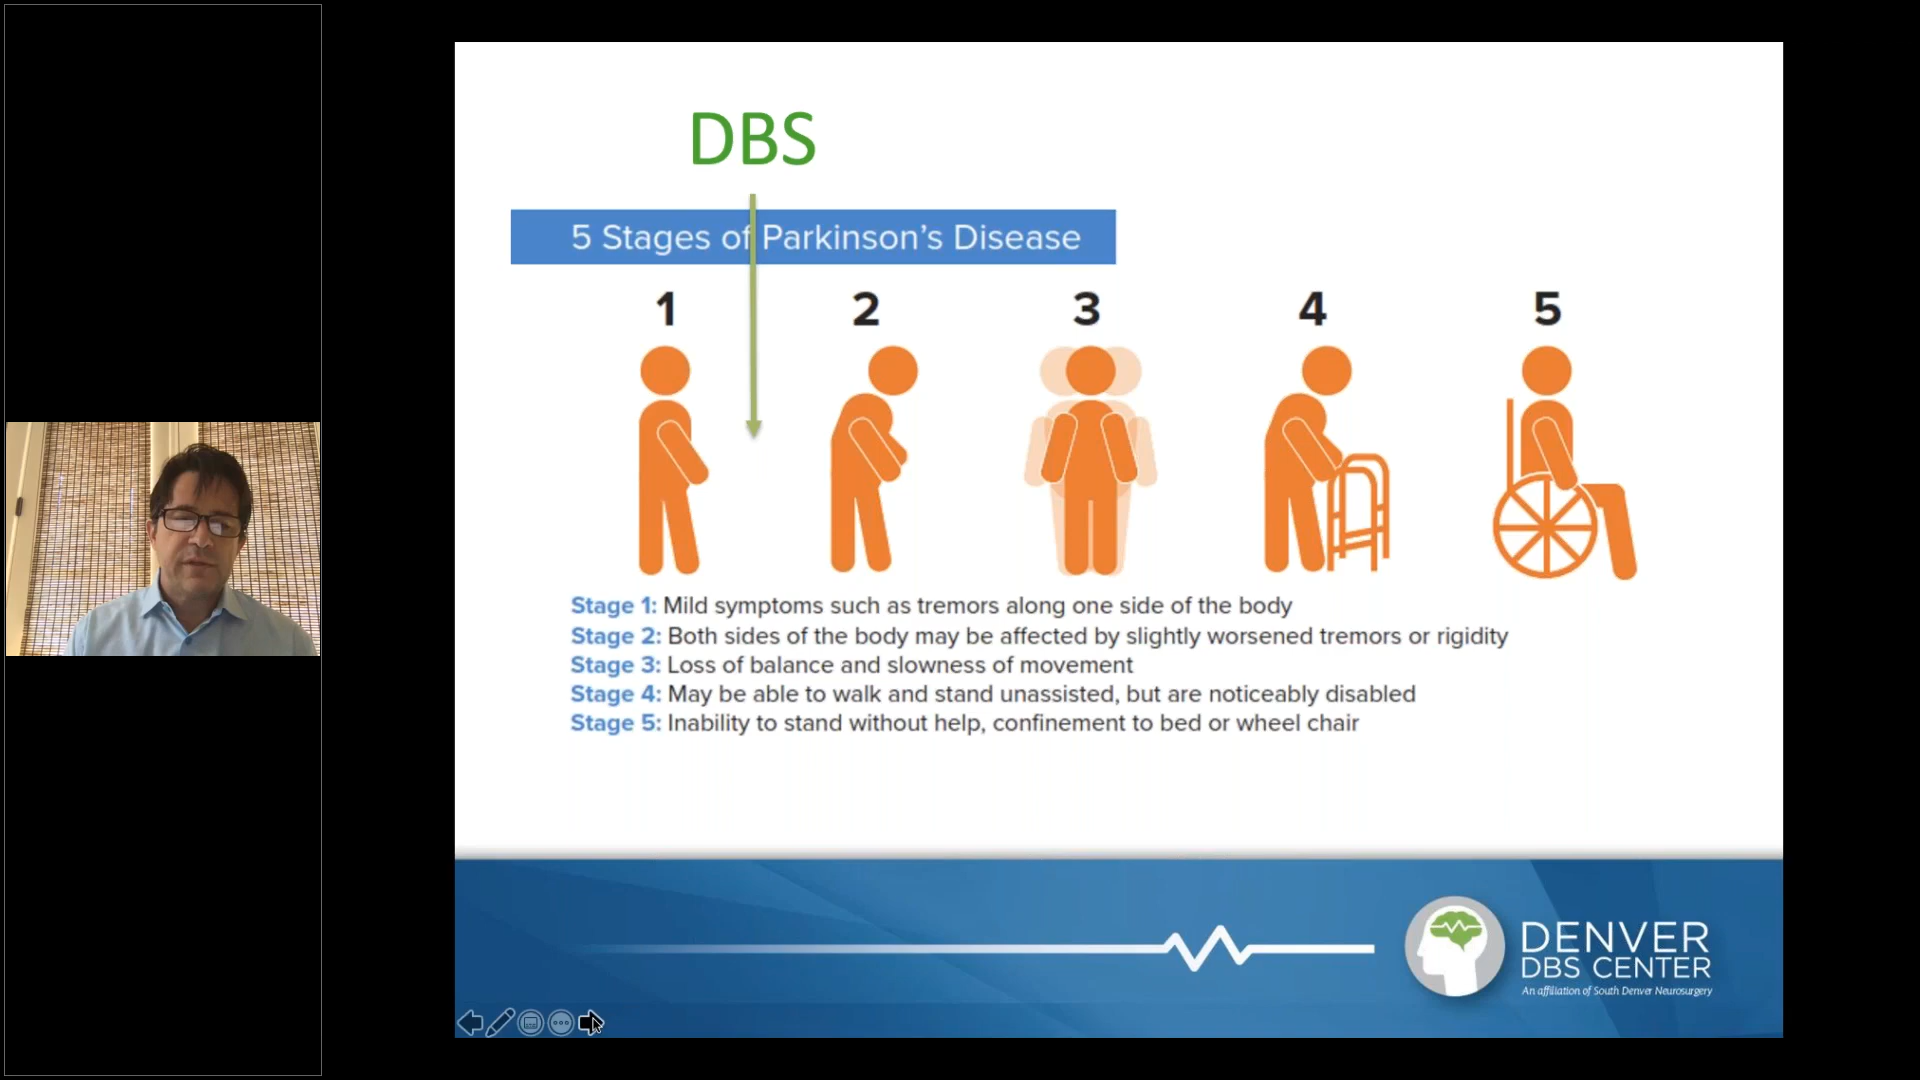 DBS
5 Stages of Parkinson's Disease
1 2 3 4 5
Stage 1: Mild symptoms such as tremors along one side of the body
Stage 2: Both sides of the body may be affected by slightly worsened tremors or rigidity
Stage 3: Loss of balance and slowness of movement
Stage 4: May be able to walk and stand unassisted, but are noticeably disabled
Stage 5: Inability to stand without help, confinement to bed or wheel chair
DENVER
DBS CENTER
An affiliation of South Denver Neurosurgery